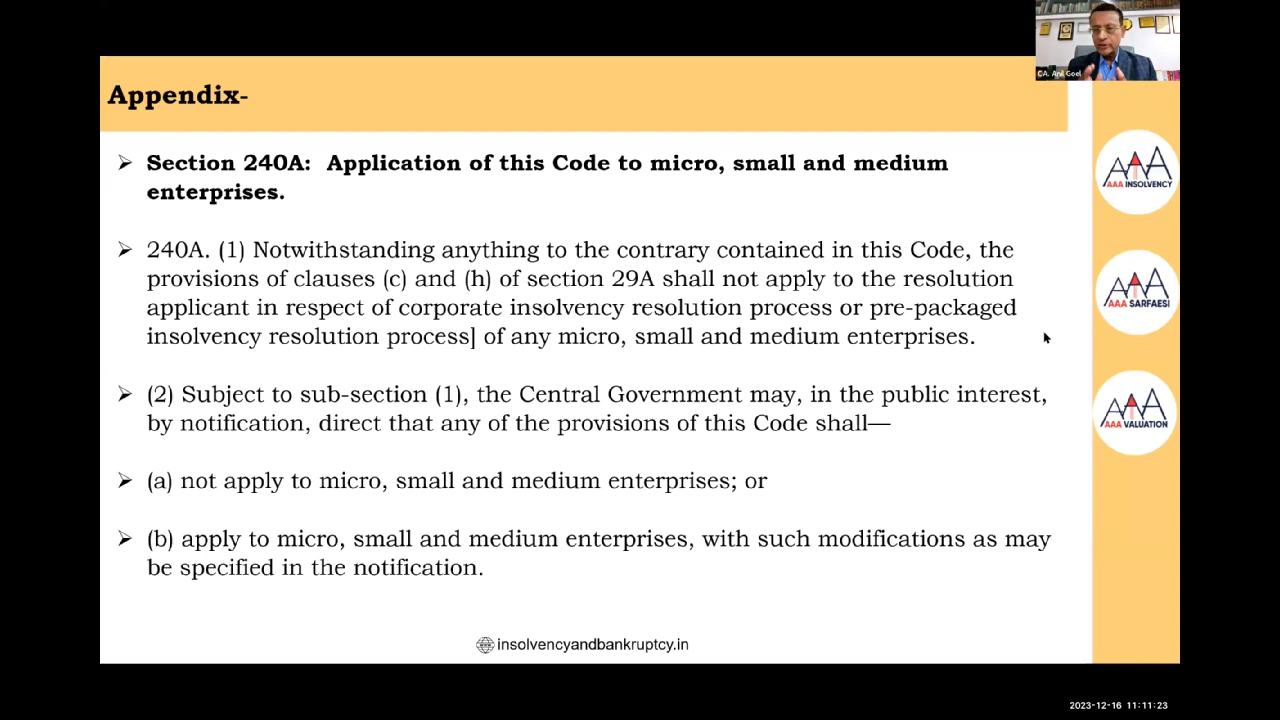 CA. Anil Goel
Appendix-
➢ Section 240A: Application of this Code to micro, small and medium
enterprises.
➢ 240A. (1) Notwithstanding anything to the contrary contained in this Code, the
provisions of clauses (c) and (h) of section 29A shall not apply to the resolution
applicant in respect of corporate insolvency resolution process or pre-packaged
insolvency resolution process] of any micro, small and medium enterprises.
➢ (2) Subject to sub-section (1), the Central Government may, in the public interest,
by notification, direct that any of the provisions of this Code shall—
➢ (a) not apply to micro, small and medium enterprises; or
➢ (b) apply to micro, small and medium enterprises, with such modifications as may
be specified in the notification.
AAA
AAA INSOLVENCY
AAA
AAA SARFAESI
AAA
AAA VALUATION
insolvencyandbankruptcy.in
2023-12-16 11:11:23